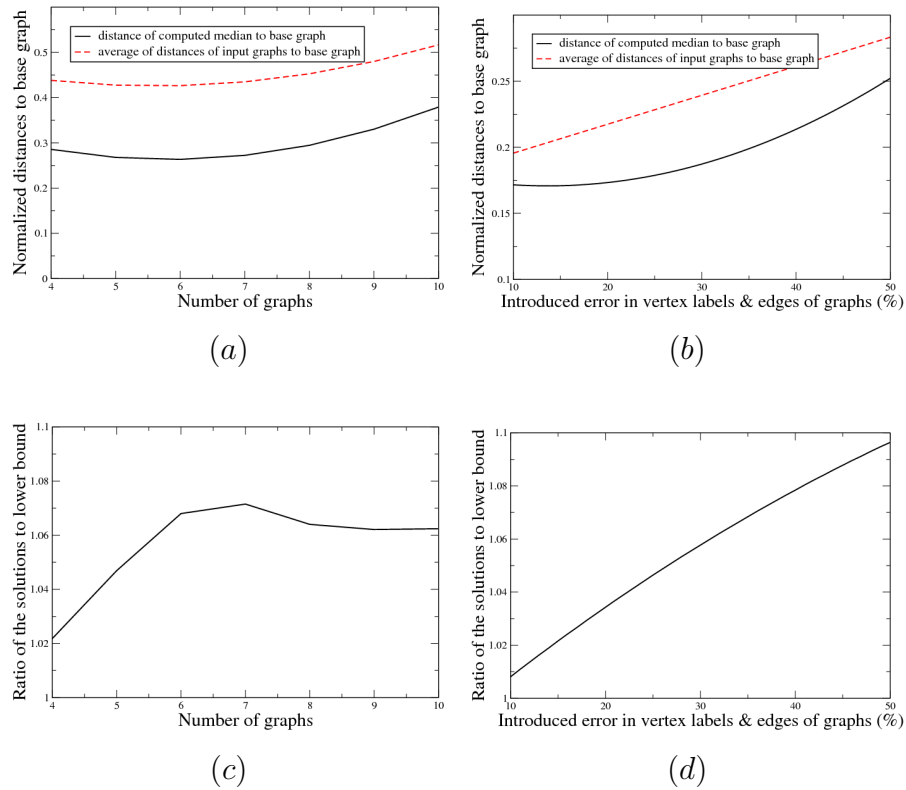 Normalized distances to base graph
0.5
0.4
0.3
0.2
0.1
0
distance of computed median to base graph
average of distances of input graphs to base graph
4 5 6 7 8 9 10
Number of graphs
(a)
Normalized distances to base graph
0.25
0.2
0.15
0.1
distance of computed median to base graph
average of distances of input graphs to base graph
10 20 30 40 50
Introduced error in vertex labels & edges of graphs (%)
(b)
Ratio of the solutions to lower bound
1.1
1.08
1.06
1.04
1.02
1
4 5 6 7 8 9 10
Number of graphs
(c)
Ratio of the solutions to lower bound
1.1
1.08
1.06
1.04
1.02
1
10 20 30 40 50
Introduced error in vertex labels & edges of graphs (%)
(d)